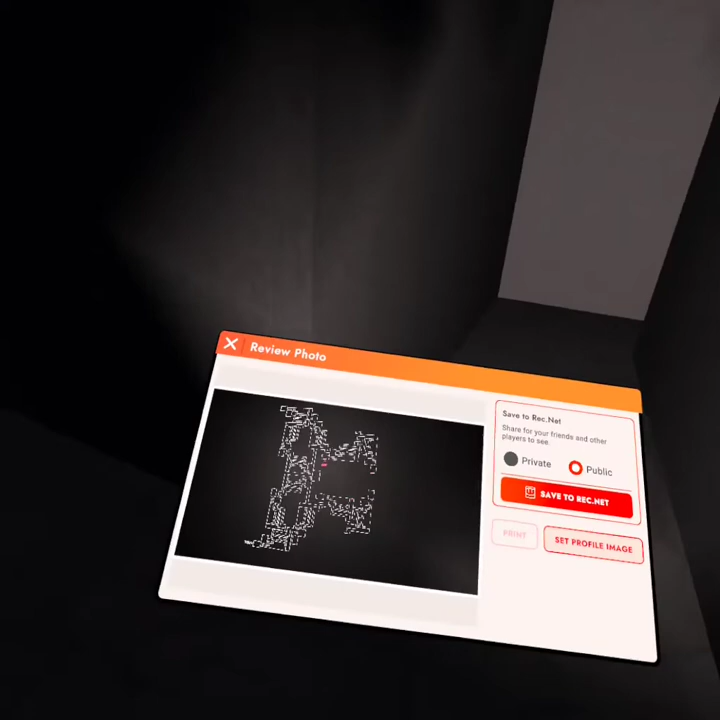 Review Photo
Save to Rec.Net
Share for your friends and other
players to see.
Private
Public
SAVE TO REC.NET
PRINT
SET PROFILE IMAGE